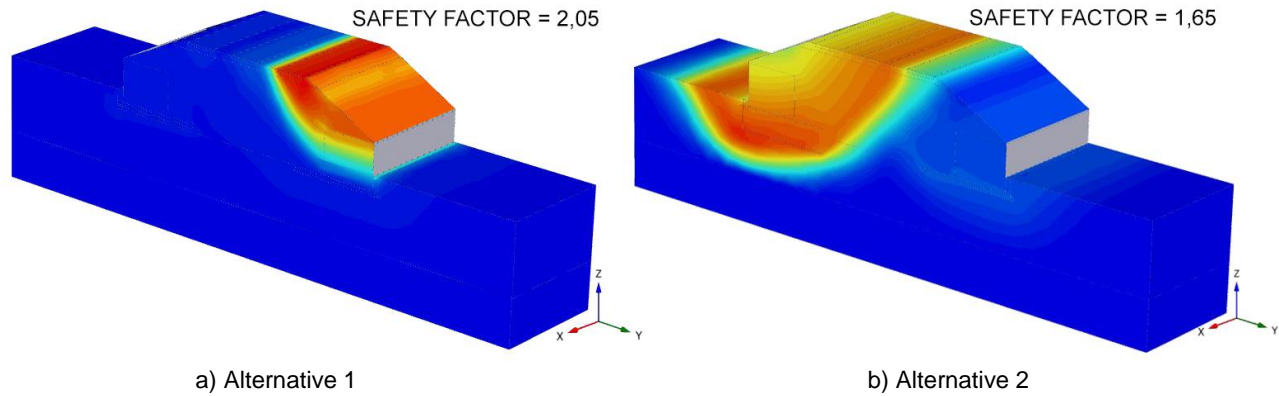 SAFETY FACTOR = 2,05
SAFETY FACTOR = 1,65
Z
X
Y
Z
X
Y
a) Alternative 1
b) Alternative 2